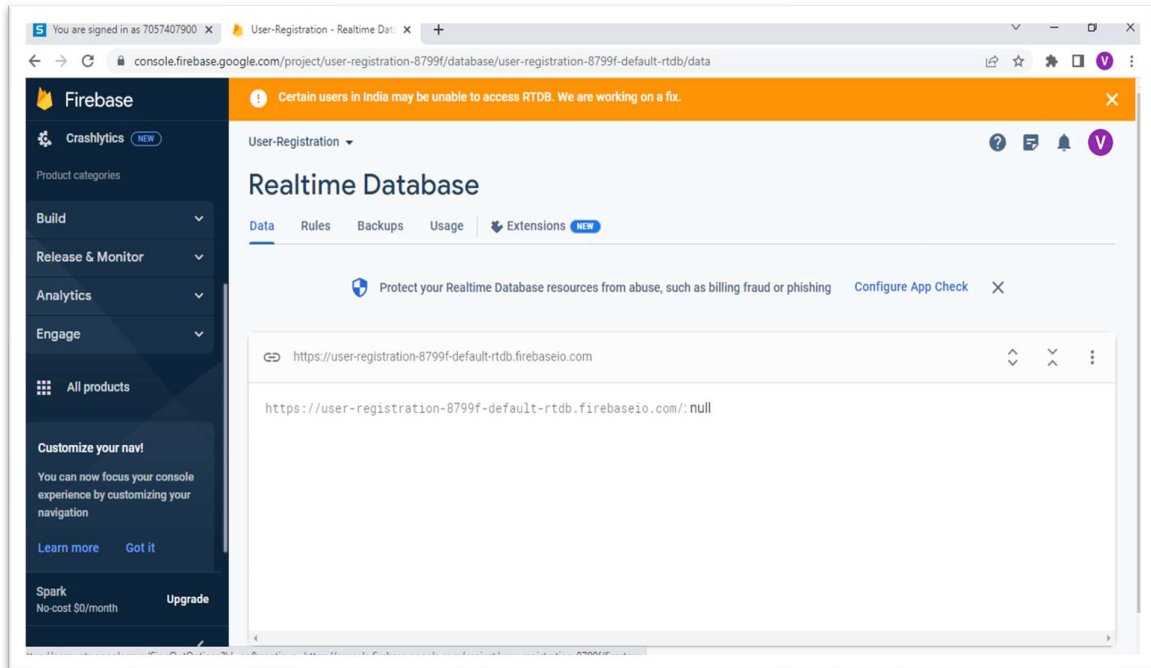 You are signed in as 7057407900
User-Registration - Realtime Dat
console.firebase.google.com/project/user-registration-8799f/database/user-registration-8799f-default-rtdb/data
V
Firebase
Certain users in India may be unable to access RTDB. We are working on a fix.
Crashlytics NEW
User-Registration
V
Product categories
Realtime Database
Build
Data Rules Backups Usage Extensions NEW
Release & Monitor
Analytics
Protect your Realtime Database resources from abuse, such as billing fraud or phishing Configure App Check
Engage
https://user-registration-8799f-default-rtdb.firebaseio.com
All products
https://user-registration-8799f-default-rtdb.firebaseio.com/: null
Customize your nav!
You can now focus your console
experience by customizing your
navigation
Learn more Got it
Spark
No-cost $0/month
Upgrade